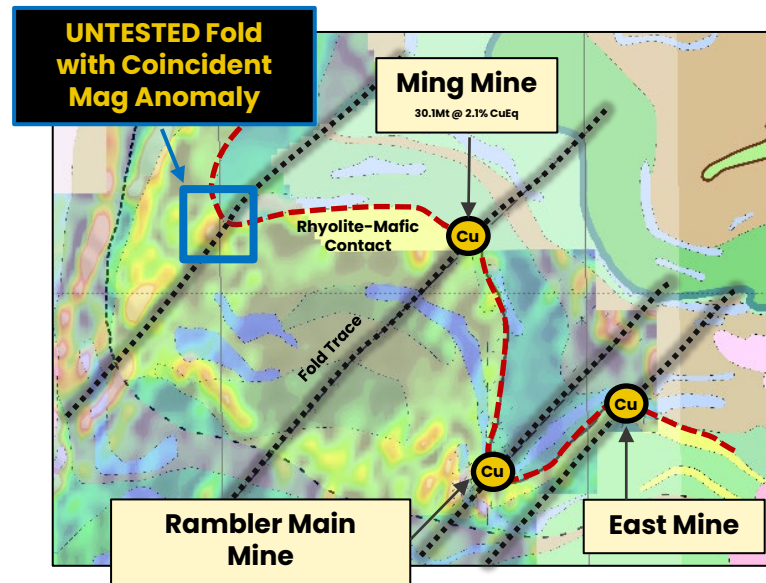 UNTESTED Fold
with Coincident
Mag Anomaly
Ming Mine
30.1Mt @ 2.1% CuEq
Cu
Rhyolite-Mafic
Contact
Fold Trace
Cu
Cu
Rambler Main
Mine
East Mine